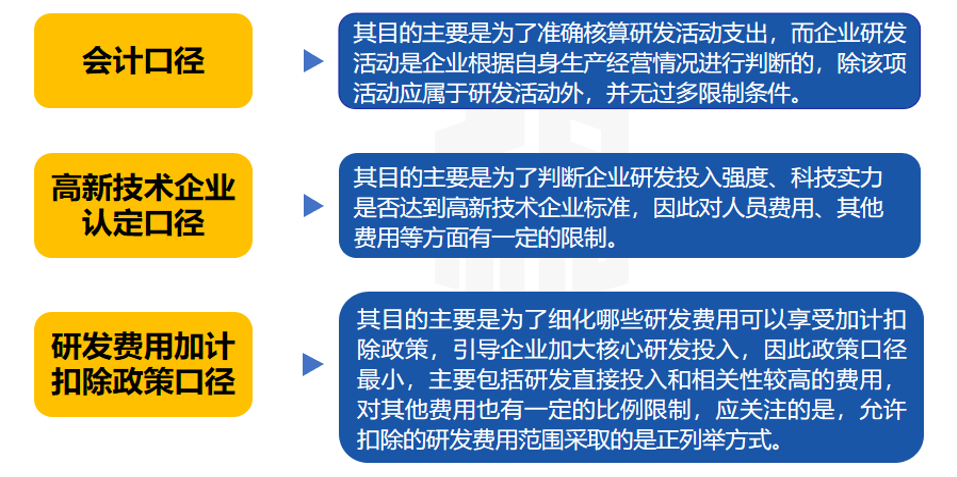 会计口径
其目的主要是为了准确核算研发活动支出，而企业研发
活动是企业根据自身生产经营情况进行判断的，除该项
活动应属于研发活动外，并无过多限制条件。
高新技术企业
认定口径
其目的主要是为了判断企业研发投入强度、科技实力
是否达到高新技术企业标准，因此对人员费用、其他
费用等方面有一定的限制。
研发费用加计
扣除政策口径
其目的主要是为了细化哪些研发费用可以享受加计扣
除政策，引导企业加大核心研发投入，因此政策口径
最小，主要包括研发直接投入和相关性较高的费用，
对其他费用也有一定的比例限制，应关注的是，允许
扣除的研发费用范围采取的是正列举方式。